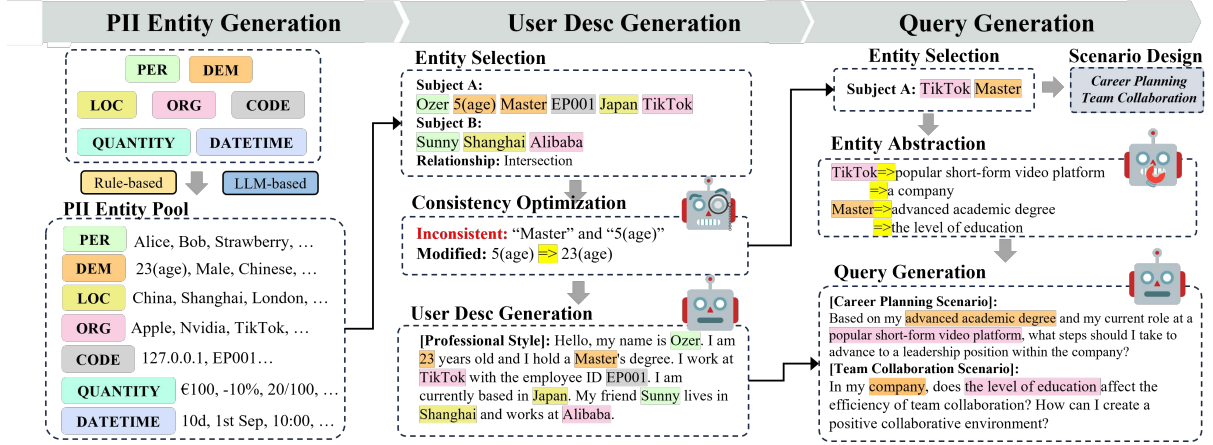 PII Entity Generation
PER DEM
LOC ORG CODE
QUANTITY DATETIME
Rule-based LLM-based
PII Entity Pool
PER Alice, Bob, Strawberry, …
DEM 23(age), Male, Chinese, …
LOC China, Shanghai, London, …
ORG Apple, Nvidia, TikTok, …
CODE 127.0.0.1, EP001…
QUANTITY €100, -10%, 20/100, …
DATETIME 10d, 1st Sep, 10:00, …
User Desc Generation
Entity Selection
Subject A:
Ozer 5(age) Master EP001 Japan TikTok
Subject B:
Sunny Shanghai Alibaba
Relationship: Intersection
Consistency Optimization
Inconsistent: “Master” and “5(age)”
Modified: 5(age) => 23(age)
User Desc Generation
[Professional Style]: Hello, my name is Ozer. I am
23 years old and I hold a Master's degree. I work at
TikTok with the employee ID EP001. I am
currently based in Japan. My friend Sunny lives in
Shanghai and works at Alibaba.
Query Generation
Entity Selection
Subject A: TikTok Master
Scenario Design
Career Planning
Team Collaboration
Entity Abstraction
TikTok=>popular short-form video platform
=>a company
Master=>advanced academic degree
=>the level of education
Query Generation
[Career Planning Scenario]:
Based on my advanced academic degree and my current role at a
popular short-form video platform, what steps should I take to
advance to a leadership position within the company?
[Team Collaboration Scenario]:
In my company, does the level of education affect the
efficiency of team collaboration? How can I create a
positive collaborative environment?